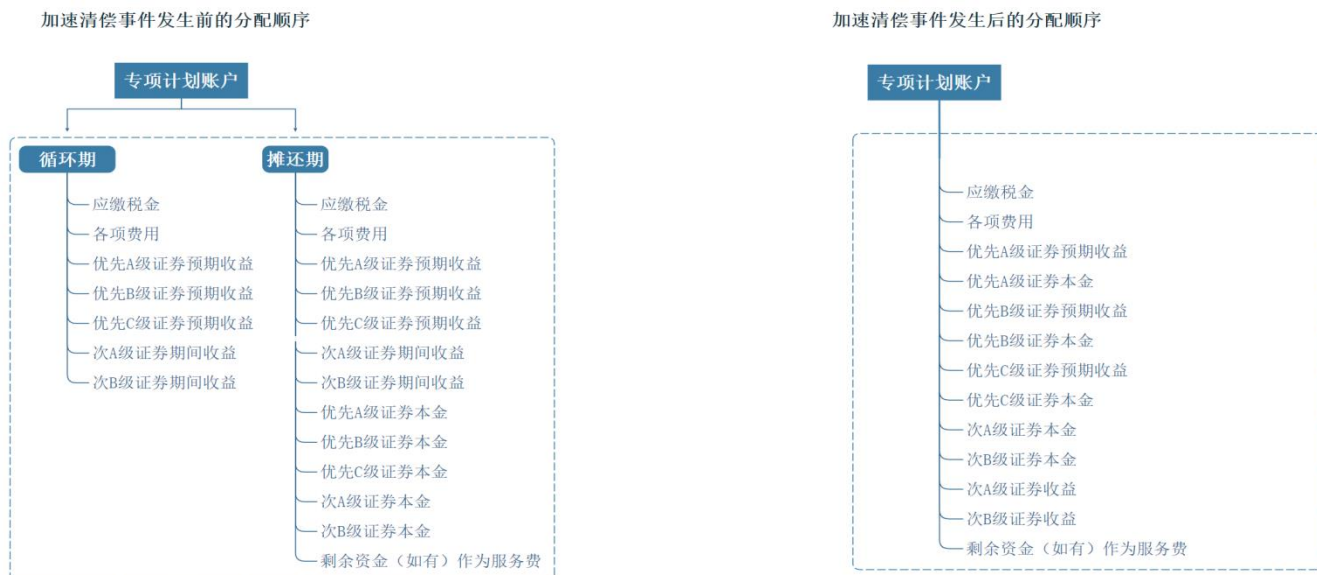 加速清偿事件发生前的分配顺序
专项计划账户
循环期
应缴税金
各项费用
优先A级证券预期收益
优先B级证券预期收益
优先C级证券预期收益
次A级证券期间收益
次B级证券期间收益
摊还期
应缴税金
各项费用
优先A级证券预期收益
优先B级证券预期收益
优先C级证券预期收益
次A级证券期间收益
次B级证券期间收益
优先A级证券本金
优先B级证券本金
优先C级证券本金
次A级证券本金
次B级证券本金
剩余资金（如有）作为服务费
加速清偿事件发生后的分配顺序
专项计划账户
应缴税金
各项费用
优先A级证券预期收益
优先A级证券本金
优先B级证券预期收益
优先B级证券本金
优先C级证券预期收益
优先C级证券本金
次A级证券本金
次B级证券本金
次A级证券收益
次B级证券收益
剩余资金（如有）作为服务费